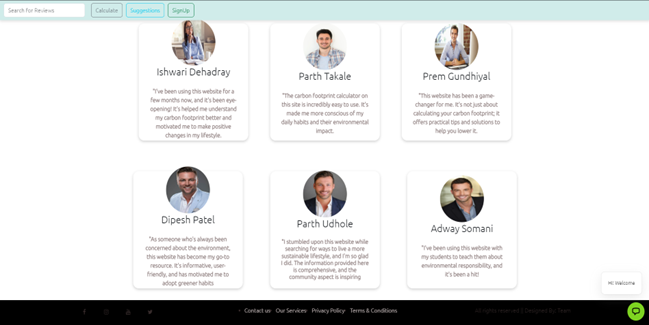 Search For Reviews Calculate Suggestions SignUp
Ishwari Dehadray
"I've been using this website for a
few months now, and it's been eye-
opening! It's helped me understand
my carbon footprint better and
motivated me to make positive
changes in my lifestyle.
Parth Takale
"The carbon footprint calculator on
this site is incredibly easy to use. It's
made me more conscious of my
daily habits and their environmental
impact.
Prem Gundhiyal
"This website has been a game-
changer for me. It's not just about
calculating your carbon footprint; it
offers practical tips and solutions to
help you lower it.
Dipesh Patel
"As someone who's always been
concerned about the environment,
this website has become my go-to
resource. It's informative, user-
friendly, and has motivated me to
adopt greener habits
Parth Udhole
"I stumbled upon this website while
searching for ways to live a more
sustainable lifestyle, and I'm so glad
I did. The information provided here
is comprehensive, and the
community aspect is inspiring
Adway Somani
"I've been using this website with
my students to teach them about
environmental responsibility, and
it's been a hit!
Hi! Welcome
Contact us Our Services Privacy Policy Terms & Conditions
All rights reserved | Designed By: Team